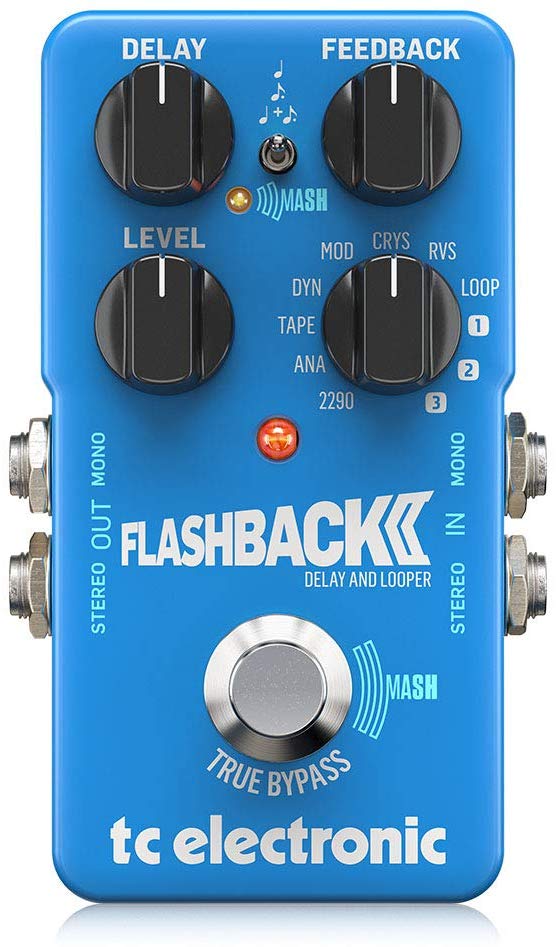 DELAY
FEEDBACK
MASH
LEVEL
MOD
CRYS
RVS
DYN
LOOP
TAPE
1
ANA
2
2290
3
MONO
OUT
STEREO
MONO
IN
STEREO
FLASHBACK
DELAY AND LOOPER
MASH
TRUE BYPASS
tc electronic